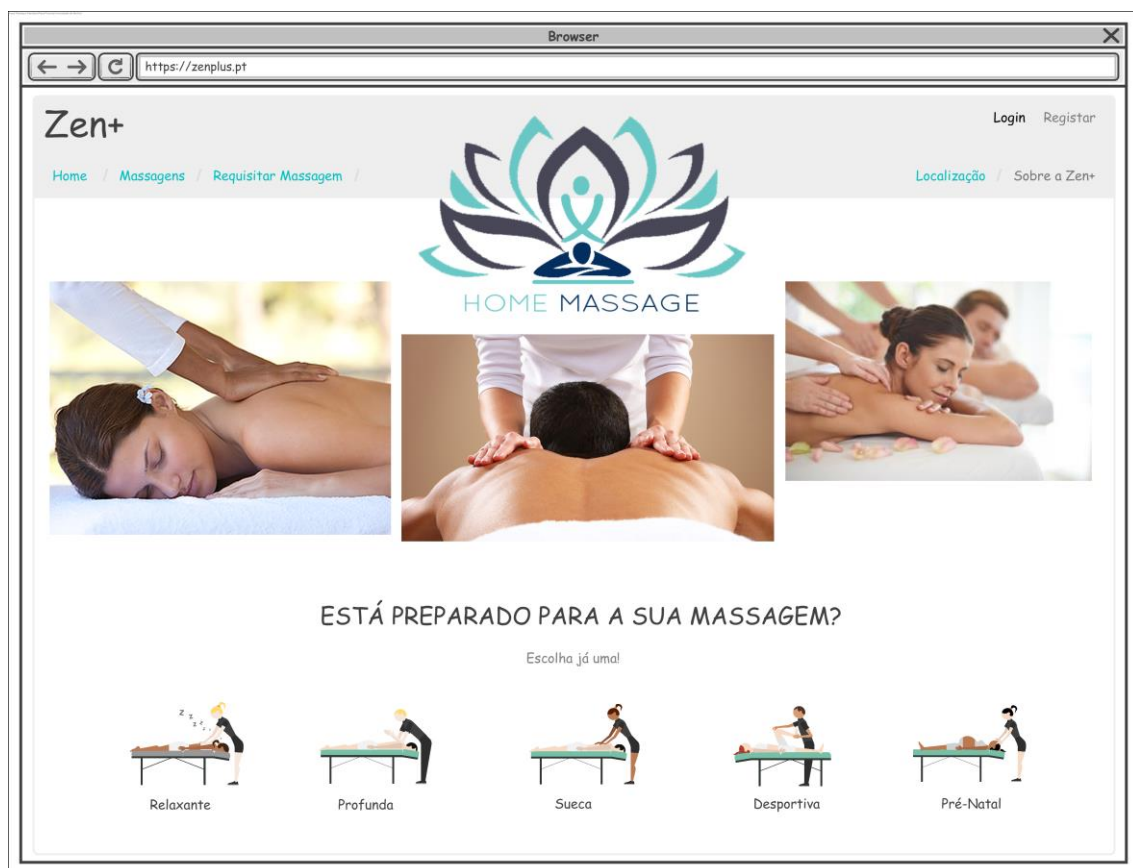 Browser
https://zenplus.pt
Zen+
Login Registar
Home / Massagens / Requisitar Massagem /
Localização / Sobre a Zen+
HOME MASSAGE
ESTÁ PREPARADO PARA A SUA MASSAGEM?
Escolha já uma!
z z z z z
Relaxante
Profunda
Sueca
Desportiva
Pré-Natal